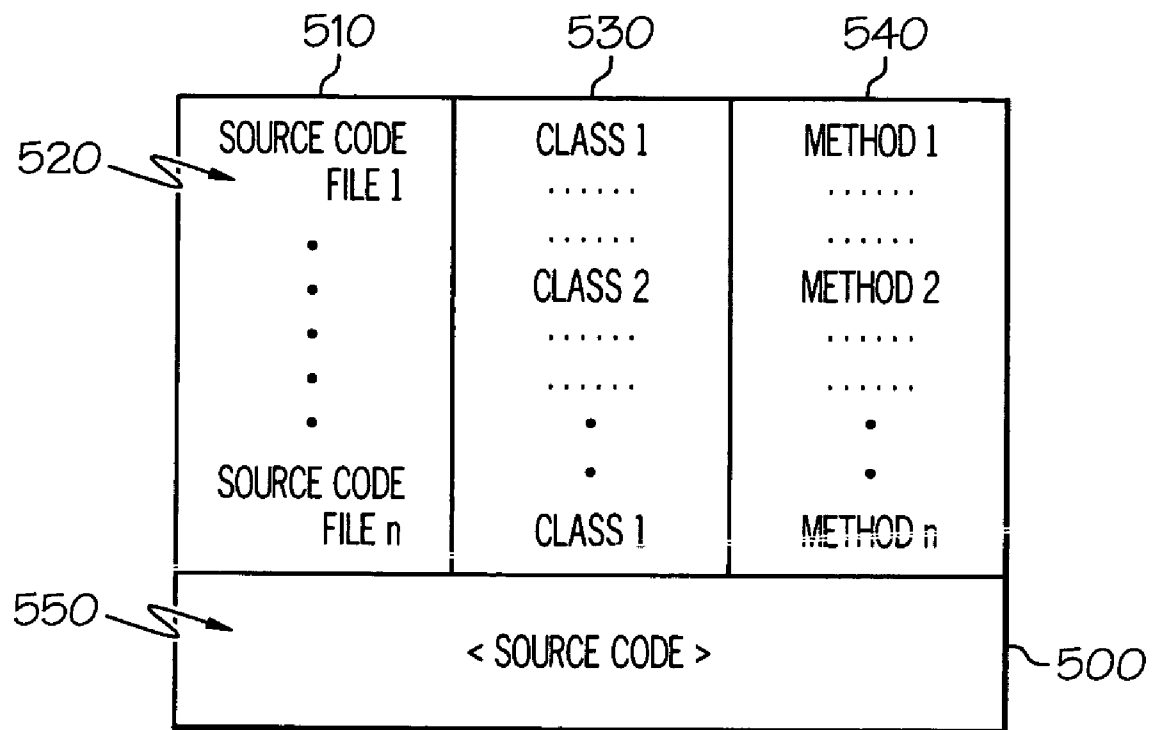 510 530 540
520
SOURCE CODE
FILE 1
•
•
•
•
•
SOURCE CODE
FILE n
CLASS 1
......
......
CLASS 2
......
......
•
•
CLASS 1
METHOD 1
......
......
METHOD 2
......
......
•
•
METHOD n
550
< SOURCE CODE >
500